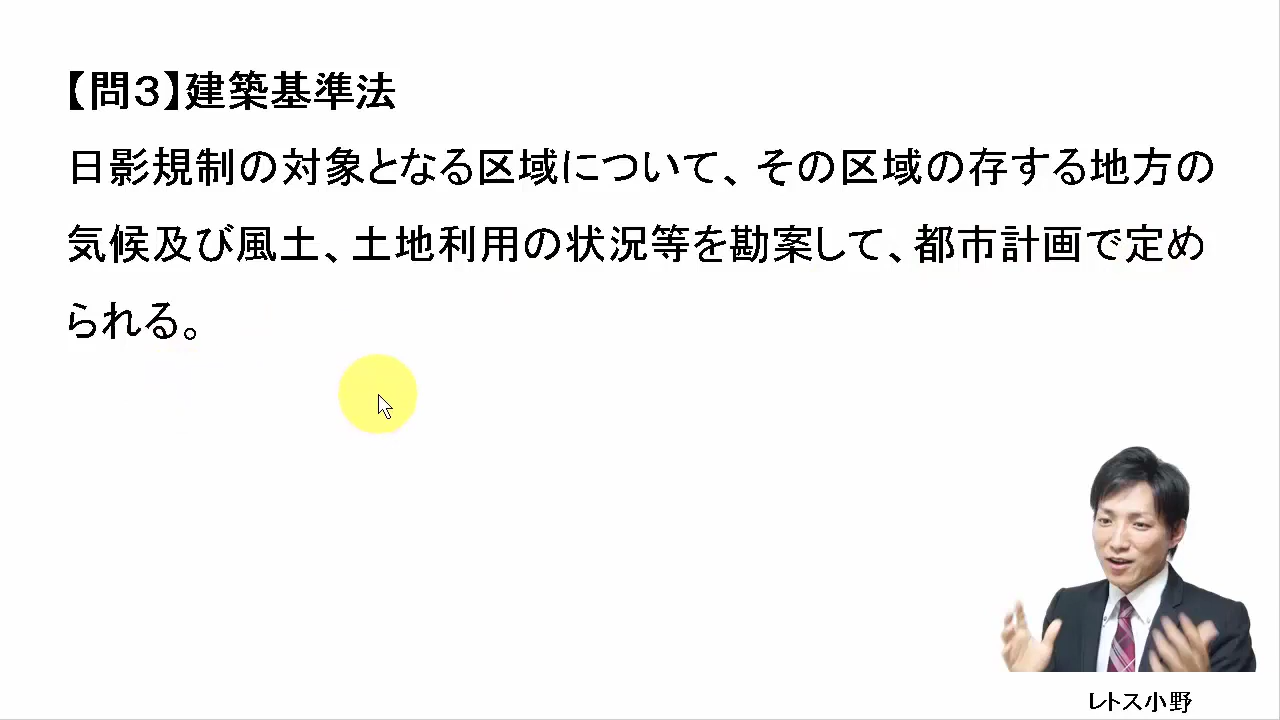 【問3】建築基準法
日影規制の対象となる区域について、その区域の存する地方の
気候及び風土、土地利用の状況等を勘案して、都市計画で定め
られる。
レトス小野